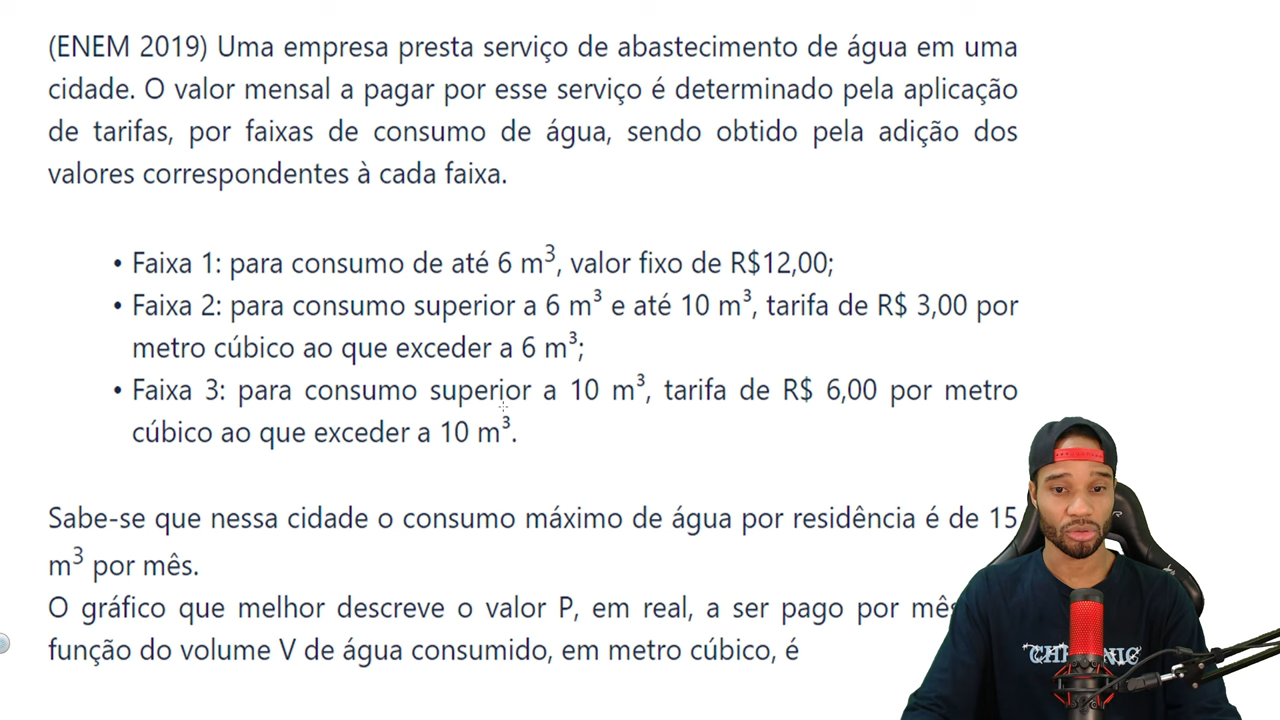 (ENEM 2019) Uma empresa presta serviço de abastecimento de água em uma
cidade. O valor mensal a pagar por esse serviço é determinado pela aplicação
de tarifas, por faixas de consumo de água, sendo obtido pela adição dos
valores correspondentes à cada faixa.
• Faixa 1: para consumo de até 6 m³, valor fixo de R$12,00;
• Faixa 2: para consumo superior a 6 m³ e até 10 m³, tarifa de R$ 3,00 por
metro cúbico ao que exceder a 6 m³;
• Faixa 3: para consumo superior a 10 m³, tarifa de R$ 6,00 por metro
cúbico ao que exceder a 10 m³.
Sabe-se que nessa cidade o consumo máximo de água por residência é de 15
m³ por mês.
O gráfico que melhor descreve o valor P, em real, a ser pago por mês
função do volume V de água consumido, em metro cúbico, é